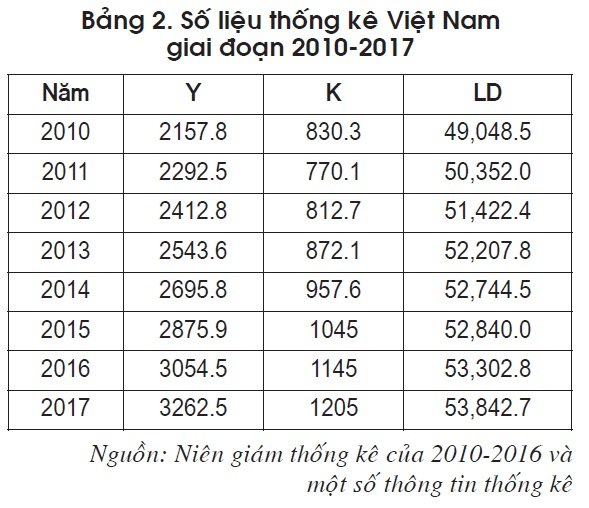 Bảng 2. Số liệu thống kê Việt Nam
giai đoạn 2010-2017
Năm Y K LD
2010 2157.8 830.3 49,048.5
2011 2292.5 770.1 50,352.0
2012 2412.8 812.7 51,422.4
2013 2543.6 872.1 52,207.8
2014 2695.8 957.6 52,744.5
2015 2875.9 1045 52,840.0
2016 3054.5 1145 53,302.8
2017 3262.5 1205 53,842.7
Nguồn: Niên giám thống kê của 2010-2016 và
một số thông tin thống kê